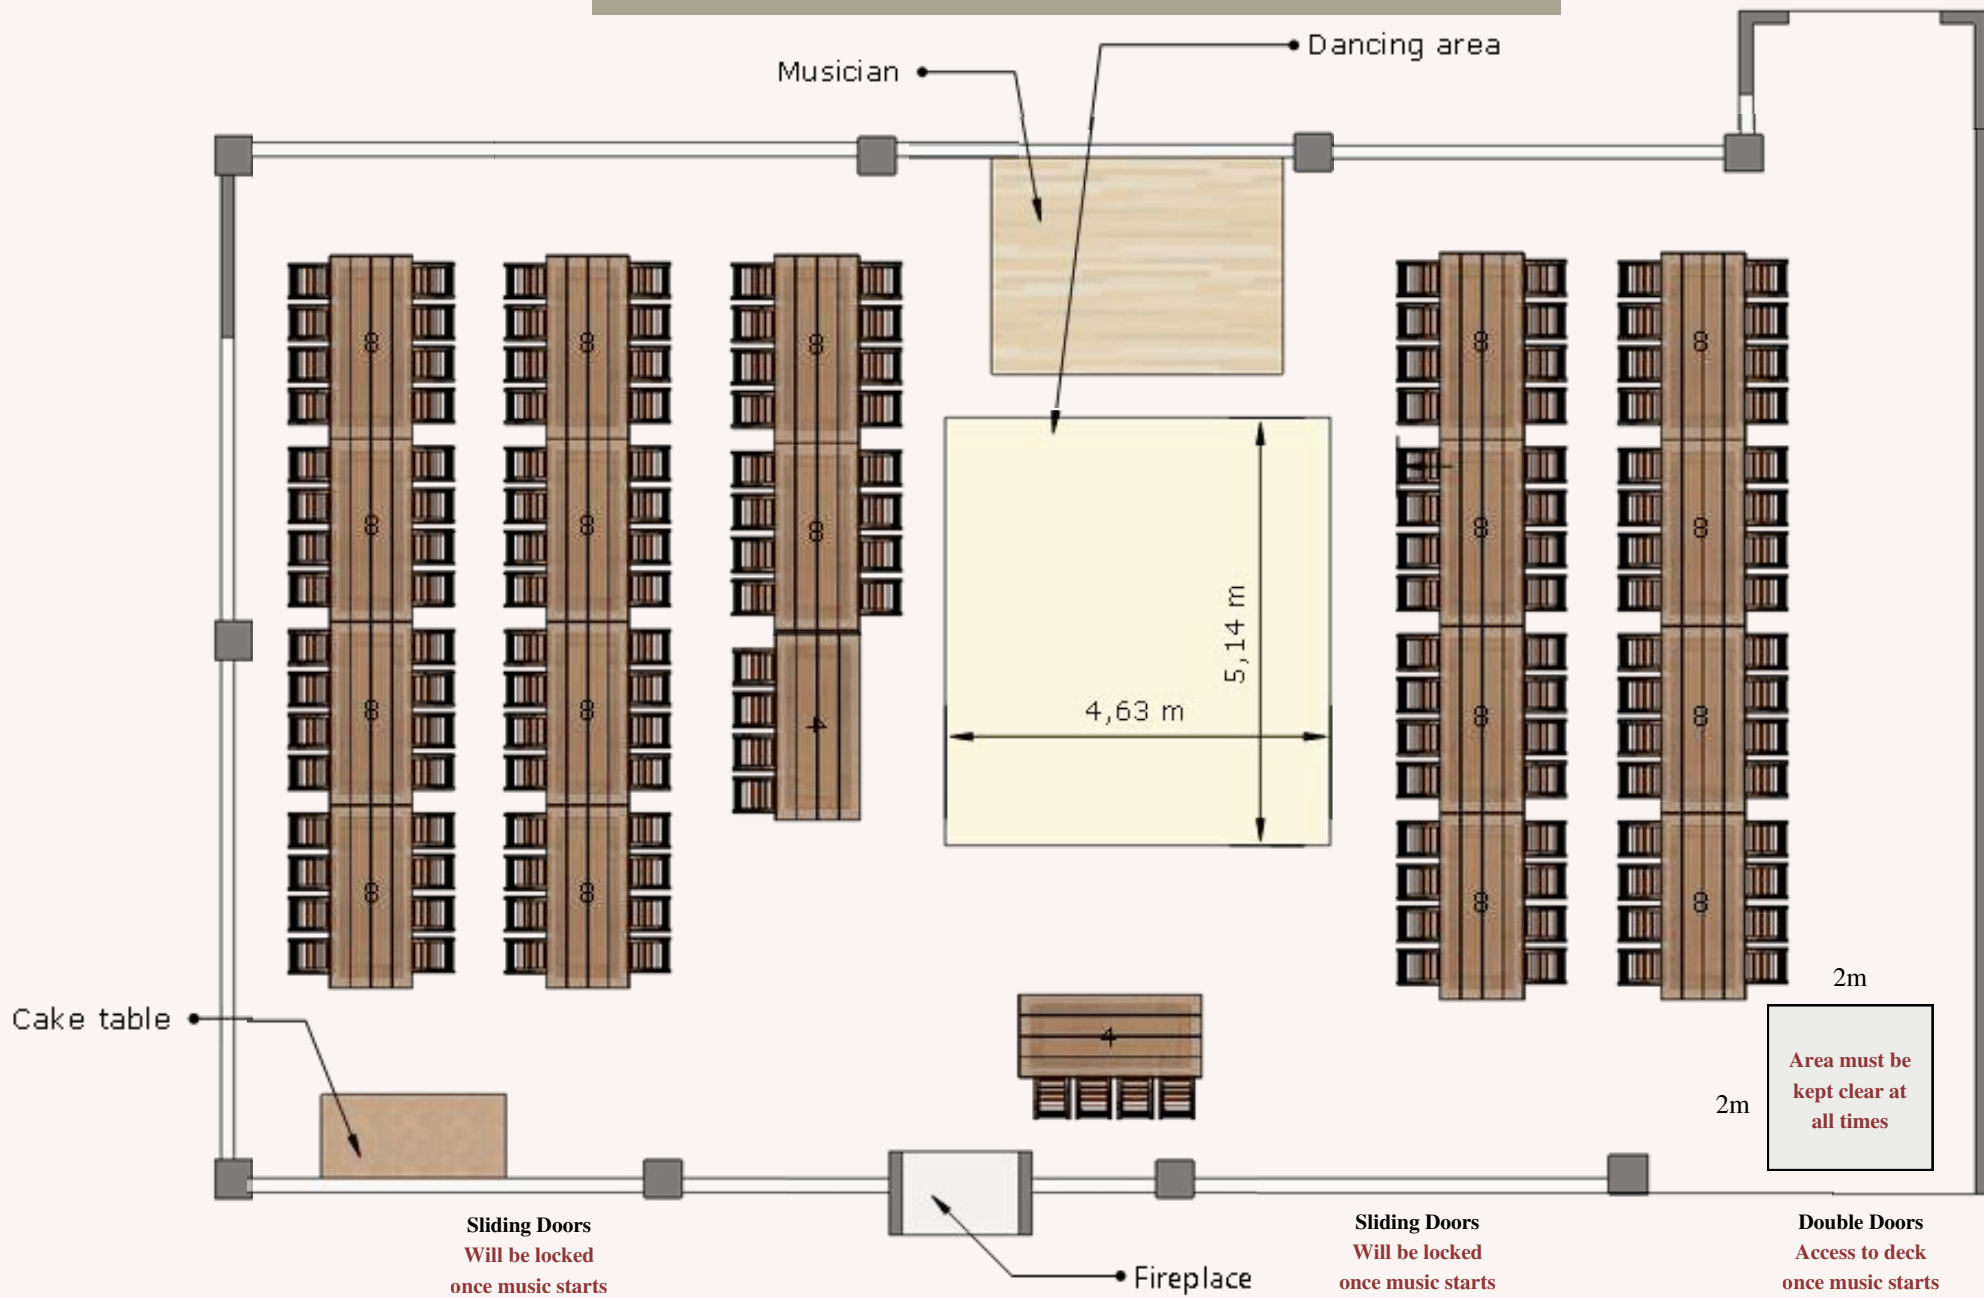 Dancing area
Musician
8 8 8 8 8
8 8 8 8 8
5,14 m
4,63 m
8 8 4 8 8
8 8 8 8
2m
Cake table
4
Area must be
kept clear at
all times
2m
Sliding Doors
Will be locked
once music starts
Fireplace
Sliding Doors
Will be locked
once music starts
Double Doors
Access to deck
once music starts